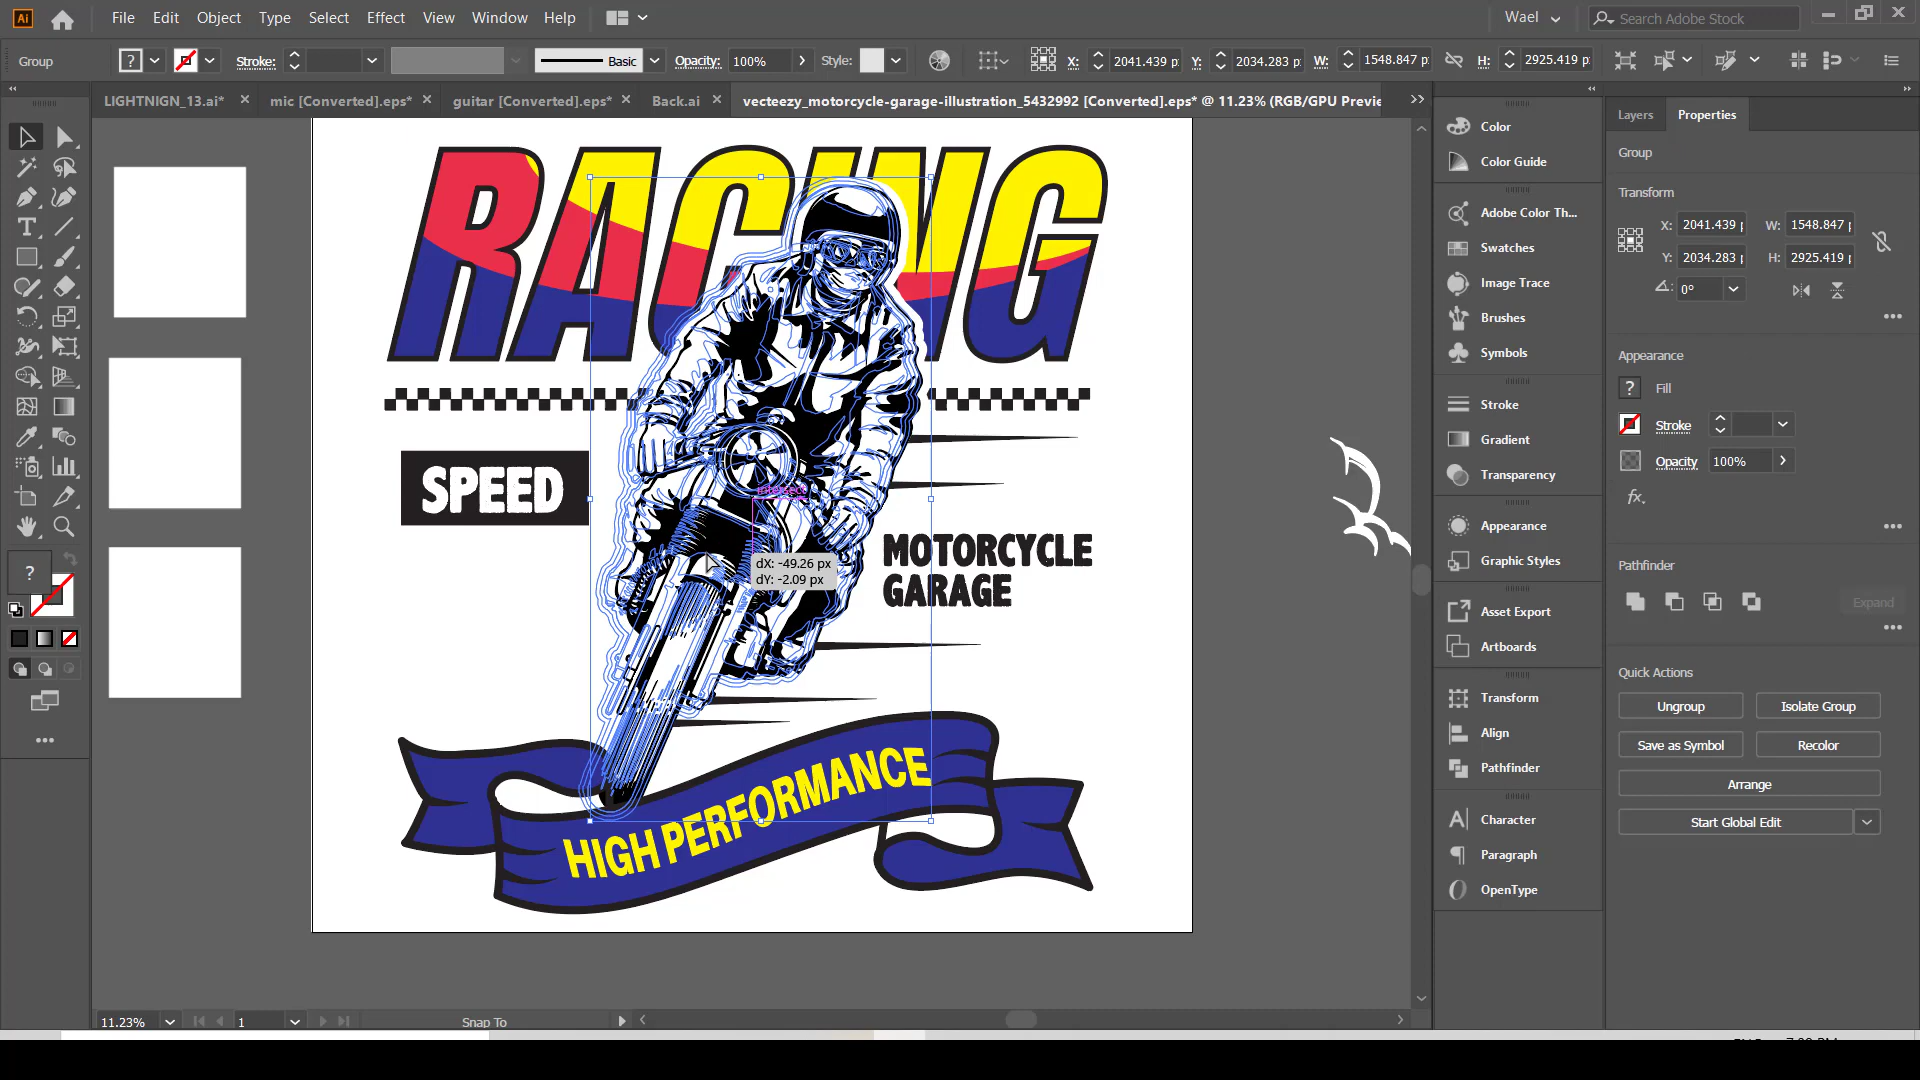 Ai File Edit Object Type Select Effect View Window Help Wael Search Adobe Stock
Group ? Stroke: Basic Opacity: 100% Style: X: 2041.439 p Y: 2034.283 p W: 1548.847 p H: 2925.419 p
LIGHTNIGN_13.ai* × mic [Converted].eps* × guitar [Converted].eps* × Back.ai × vecteezy_motorcycle-garage-illustration_5432992 [Converted].eps* @ 11.23% (RGB/GPU Previe
RACING
SPEED
intersect
dX: -49.26 px
dY: -2.09 px
MOTORCYCLE
GARAGE
HIGH PERFORMANCE
?
11.23% 1 Snap To
Color
Color Guide
Adobe Color Th...
Swatches
Image Trace
Brushes
Symbols
Stroke
Gradient
Transparency
Appearance
Graphic Styles
Asset Export
Artboards
Transform
Align
Pathfinder
Character
Paragraph
OpenType
Layers Properties
Group
Transform
X: 2041.439 W: 1548.847
Y: 2034.283 H: 2925.419
0°
Appearance
? Fill
Stroke
Opacity 100%
fx.
Pathfinder
Expand
Quick Actions
Ungroup Isolate Group
Save as Symbol Recolor
Arrange
Start Global Edit